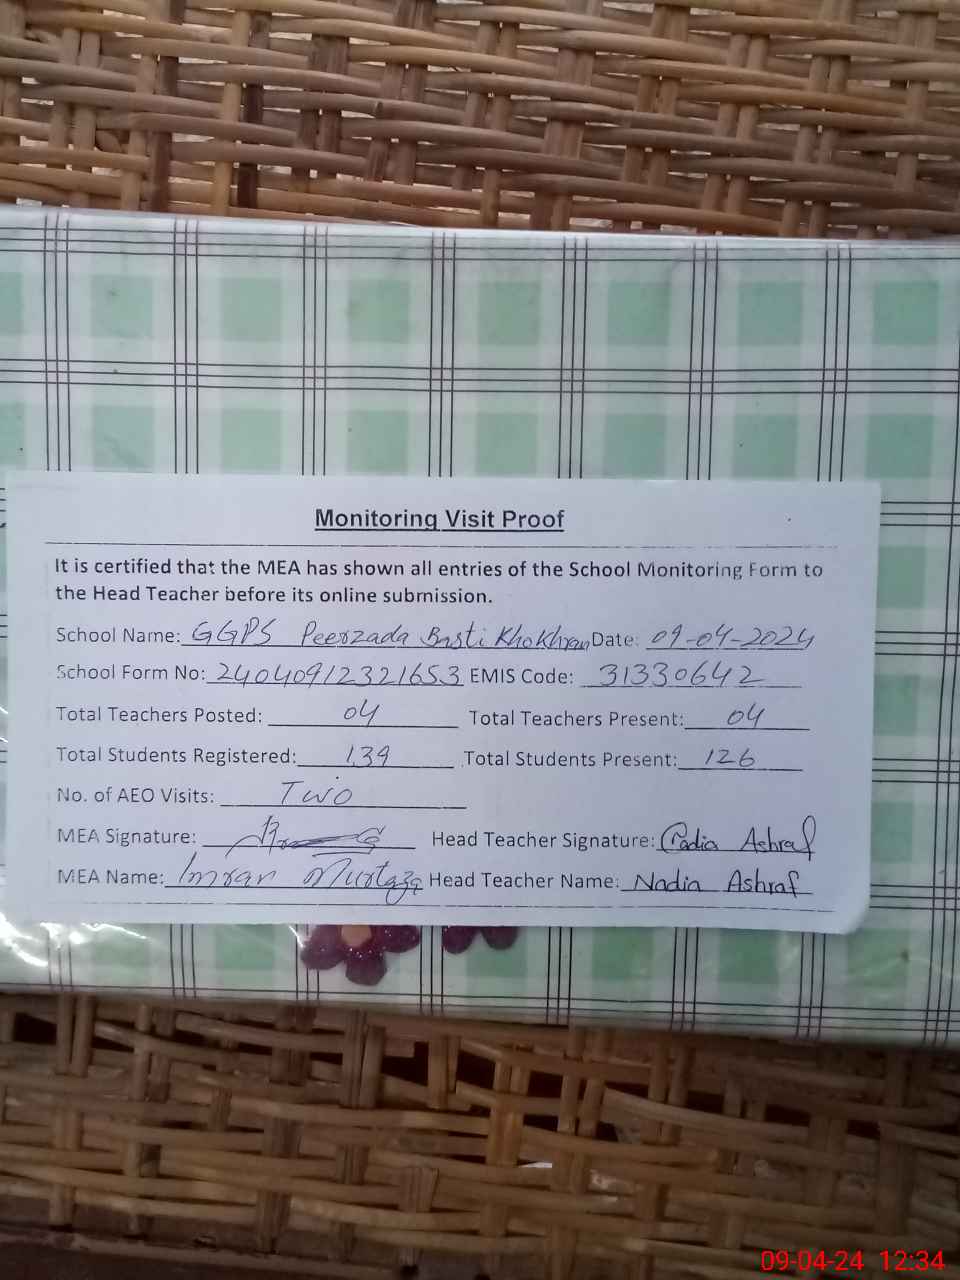 Monitoring Visit Proof
It is certified that the MEA has shown all entries of the School Monitoring Form to
the Head Teacher before its online submission.
School Name: GGPS Peerzada Basti Khokhran Date: 09-04-2024
School Form No: 24040912321653 EMIS Code: 31330642
Total Teachers Posted: 04 Total Teachers Present: 04
Total Students Registered: 139 Total Students Present: 126
No. of AEO Visits: Two
MEA Signature: Head Teacher Signature: Nadia Ashraf
MEA Name: Imran Murtaza Head Teacher Name: Nadia Ashraf
09-04-24 12:34